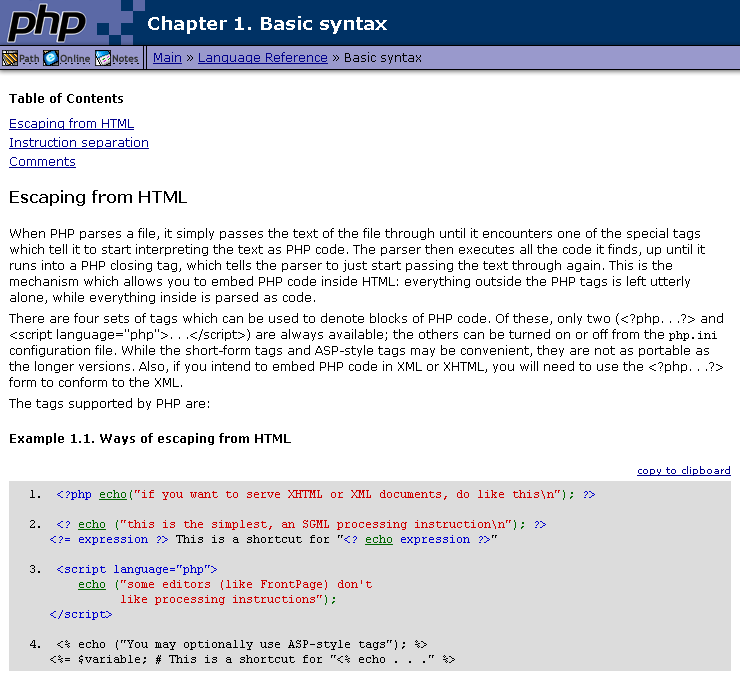 php
Chapter 1. Basic syntax
Path Online Notes Main » Language Reference » Basic syntax
Table of Contents
Escaping from HTML
Instruction separation
Comments
Escaping from HTML
When PHP parses a file, it simply passes the text of the file through until it encounters one of the special tags
which tell it to start interpreting the text as PHP code. The parser then executes all the code it finds, up until it
runs into a PHP closing tag, which tells the parser to just start passing the text through again. This is the
mechanism which allows you to embed PHP code inside HTML: everything outside the PHP tags is left utterly
alone, while everything inside is parsed as code.
There are four sets of tags which can be used to denote blocks of PHP code. Of these, only two (<?php. . .?> and
<script language="php">. . .</script>) are always available; the others can be turned on or off from the php.ini
configuration file. While the short-form tags and ASP-style tags may be convenient, they are not as portable as
the longer versions. Also, if you intend to embed PHP code in XML or XHTML, you will need to use the <?php. . .?>
form to conform to the XML.
The tags supported by PHP are:
Example 1.1. Ways of escaping from HTML
copy to clipboard
1. <?php echo("if you want to serve XHTML or XML documents, do like this\n"); ?>
2. <? echo ("this is the simplest, an SGML processing instruction\n"); ?>
<?= expression ?> This is a shortcut for "<? echo expression ?>"
3. <script language="php">
echo ("some editors (like FrontPage) don't
like processing instructions");
</script>
4. <% echo ("You may optionally use ASP-style tags"); %>
<%= $variable; # This is a shortcut for "<% echo . . ." %>